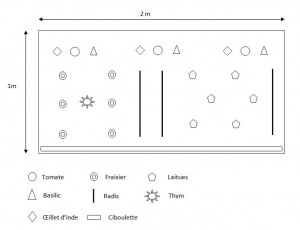 2 m
1m
Tomate
Fraisier
Laitues
Basilic
Radis
Thym
Œillet d'inde
Ciboulette